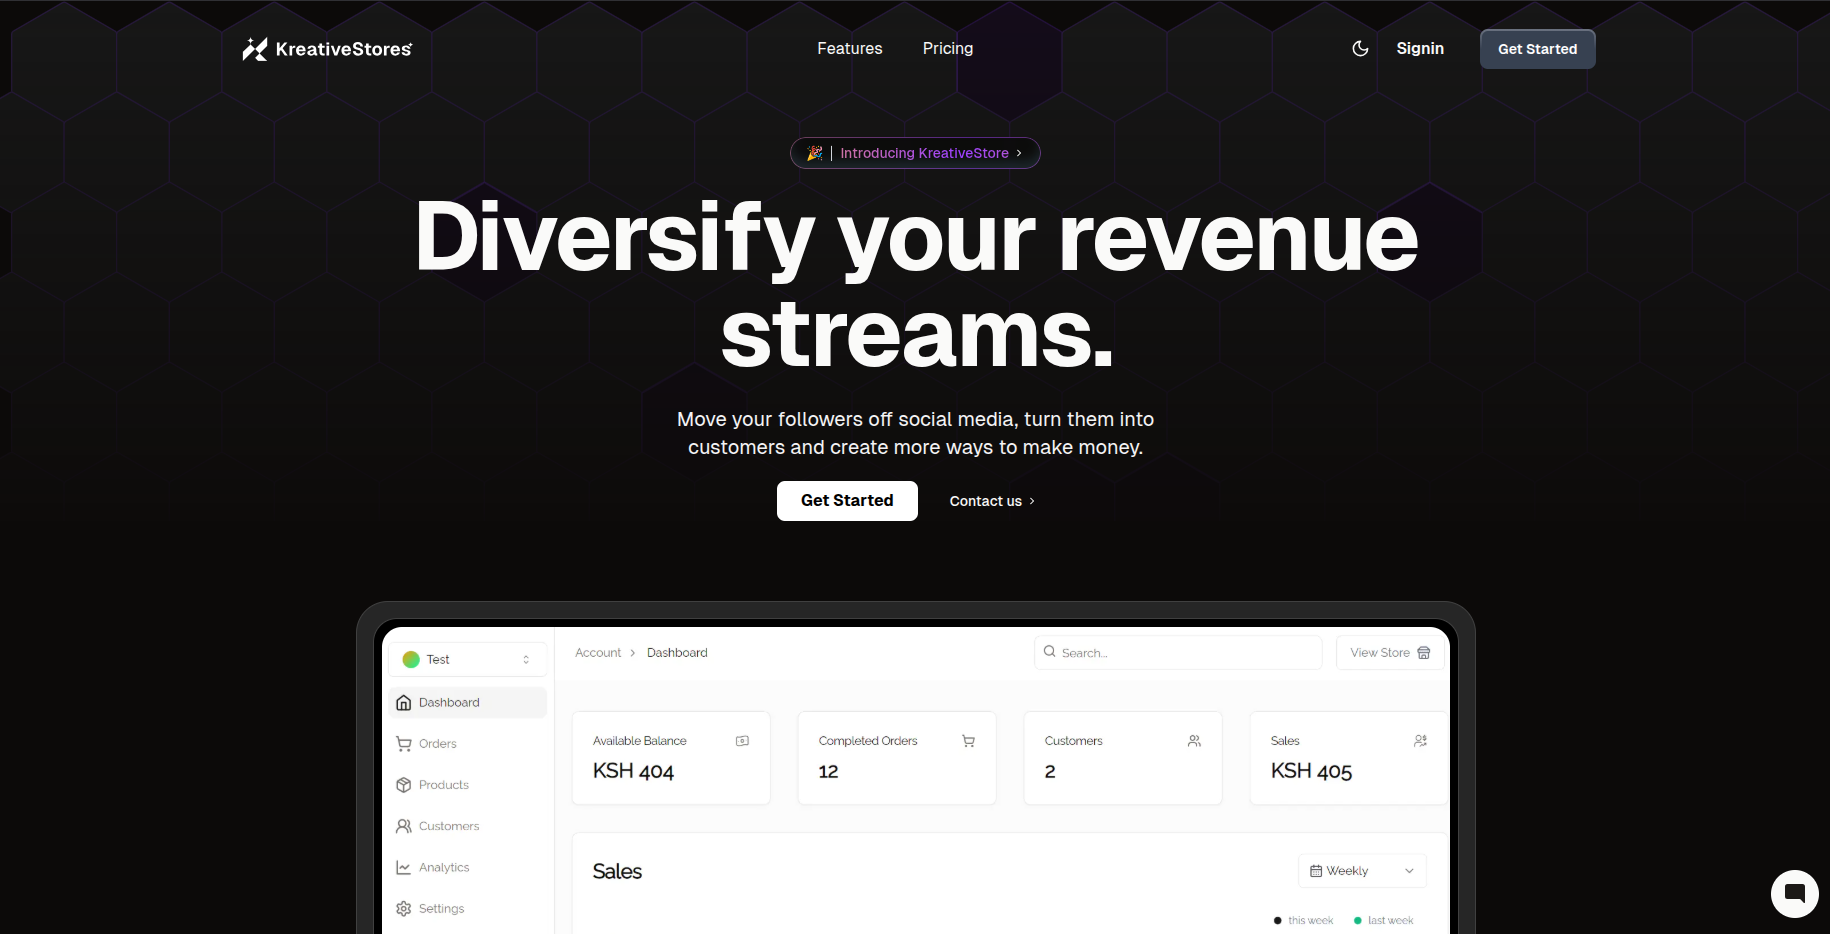 KreativeStores
Features
Pricing
Signin
Get Started
Introducing KreativeStore
Diversify your revenue
streams.
Move your followers off social media, turn them into
customers and create more ways to make money.
Get Started
Contact us
Test
Account
Dashboard
Search...
View Store
Dashboard
Orders
Products
Customers
Analytics
Settings
Available Balance
KSH 404
Completed Orders
12
Customers
2
Sales
KSH 405
Sales
Weekly
this week
last week